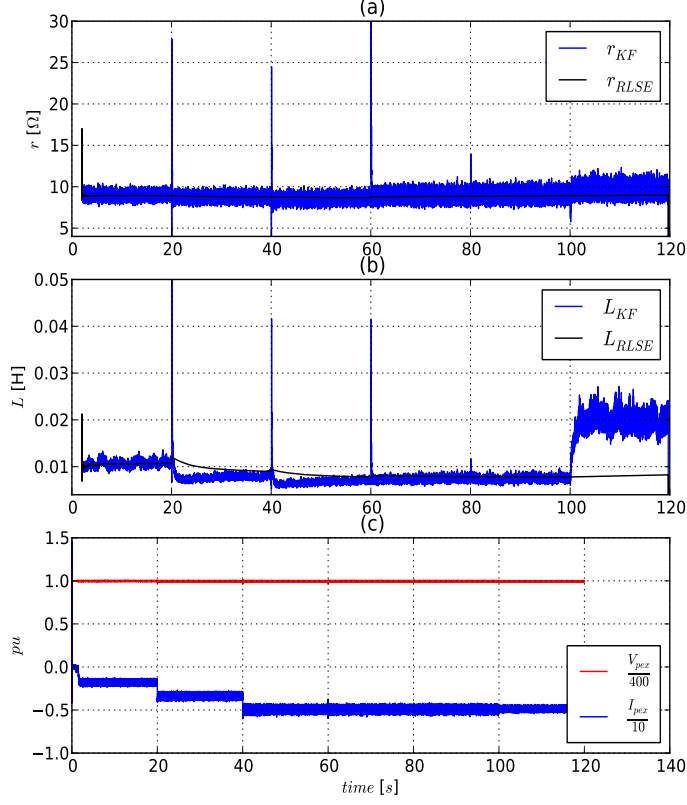 (a)
30
25
20
15
10
5
r [Ω]
r_KF
r_RLSE
0 20 40 60 80 100 120
(b)
0.05
0.04
0.03
0.02
0.01
L [H]
L_KF
L_RLSE
0 20 40 60 80 100 120
(c)
1.5
1.0
0.5
0.0
−0.5
−1.0
pu
V_pex
400
I_pex
10
0 20 40 60 80 100 120 140
time [s]